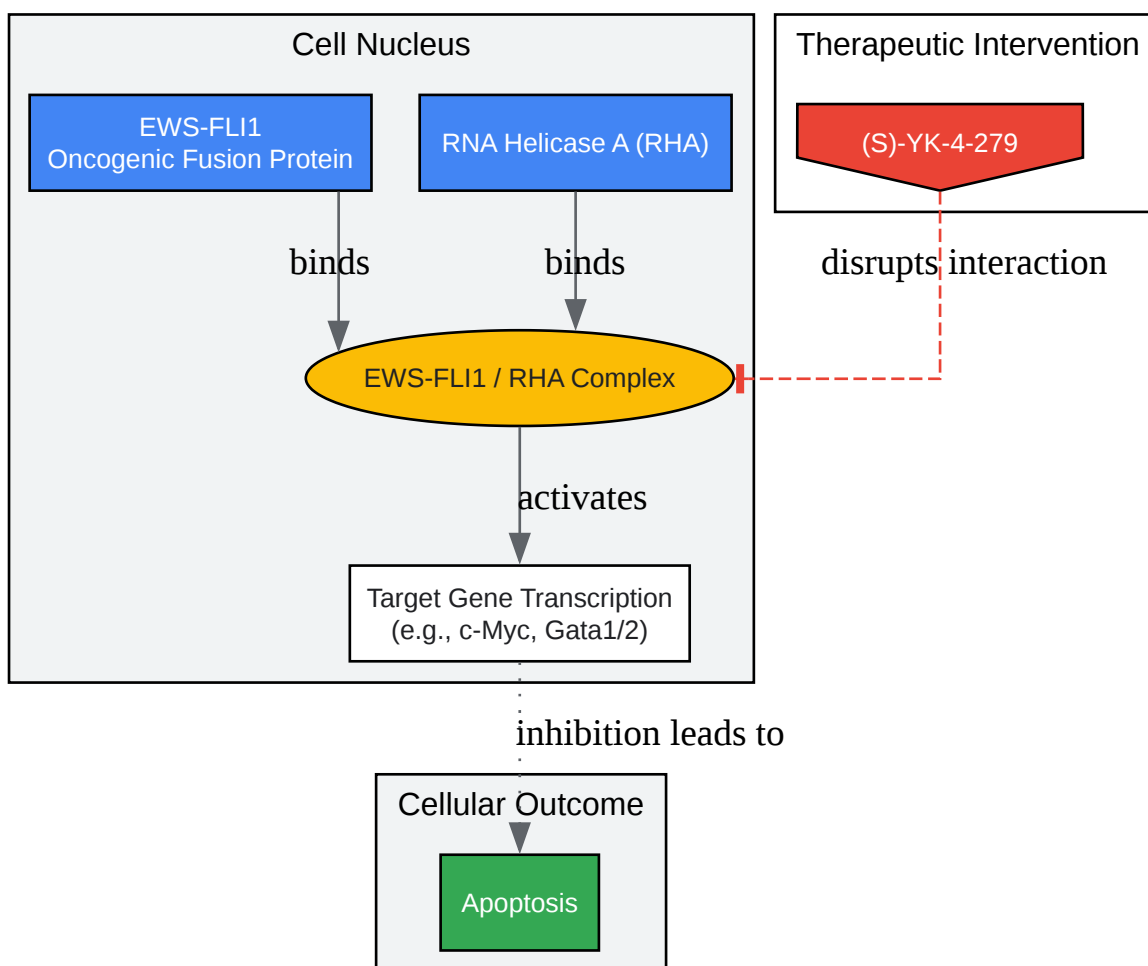 Cell Nucleus
Therapeutic Intervention
EWS-FLI1
Oncogenic Fusion Protein
RNA Helicase A (RHA)
(S)-YK-4-279
binds
binds
disrupts interaction
EWS-FLI1 / RHA Complex
activates
Target Gene Transcription
(e.g., c-Myc, Gata1/2)
inhibition leads to
Cellular Outcome
Apoptosis